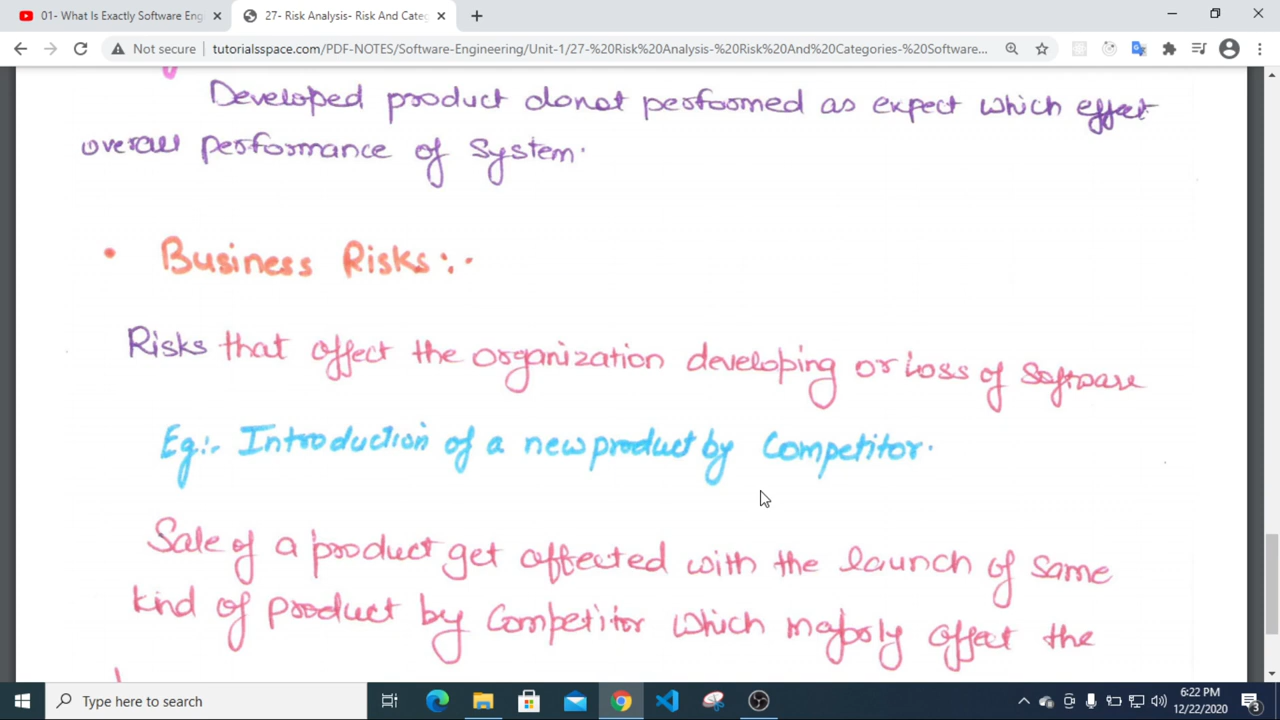 01- What Is Exactly Software Eng
27- Risk Analysis- Risk And Categ
Not secure
tutorialsspace.com/PDF-NOTES/Software-Engineering/Unit-1/27-%20Risk%20Analysis-%20Risk%20And%20Categories-%20Software...
Developed product donot performed as expect which effect
overall performance of system.
• Business Risks:-
Risks that affect the organization developing or Loss of Software
Eg:- Introduction of a new product by Competitor.
Sale of a product get affected with the launch of same
kind of product by Competitor which majorly affect the
Type here to search
6:22 PM
12/22/2020
3